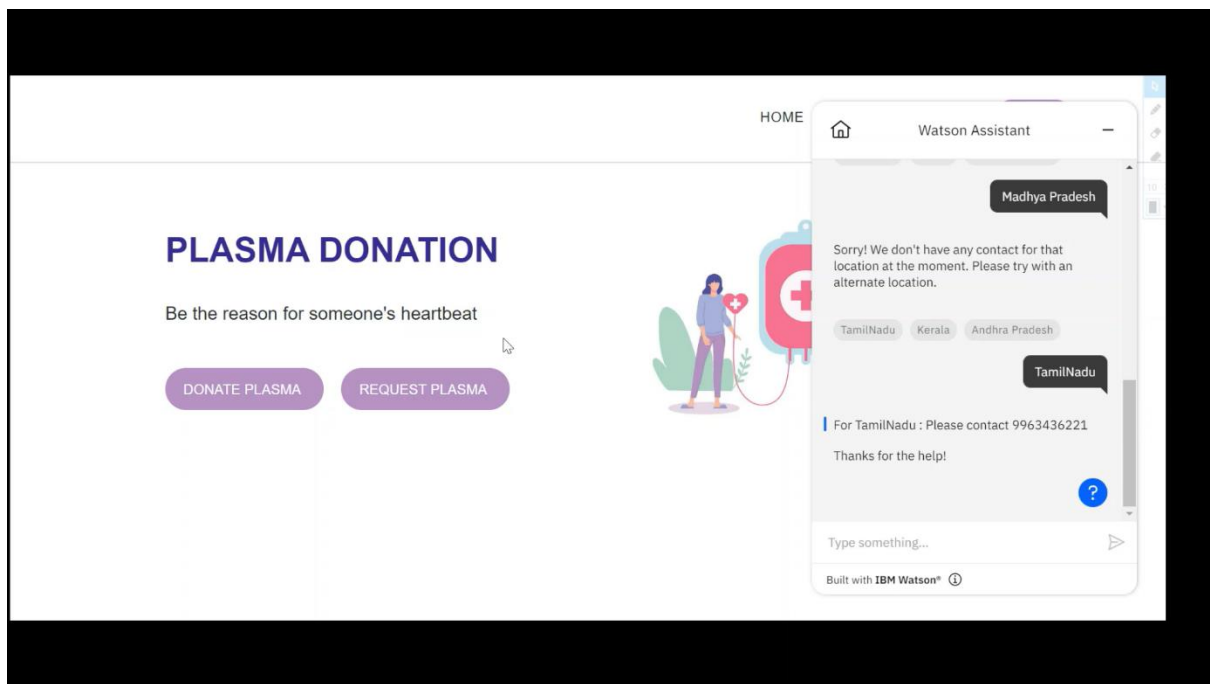 HOME
PLASMA DONATION
Be the reason for someone's heartbeat
DONATE PLASMA
REQUEST PLASMA
Watson Assistant
Madhya Pradesh
Sorry! We don't have any contact for that
location at the moment. Please try with an
alternate location.
TamilNadu
Kerala
Andhra Pradesh
TamilNadu
For TamilNadu : Please contact 9963436221
Thanks for the help!
?
Type something...
Built with IBM Watson®
10